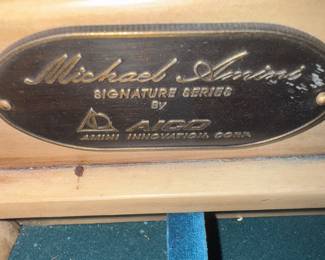 Michael Amini
SIGNATURE SERIES
By
AICO
AMINI INNOVATION CORP.